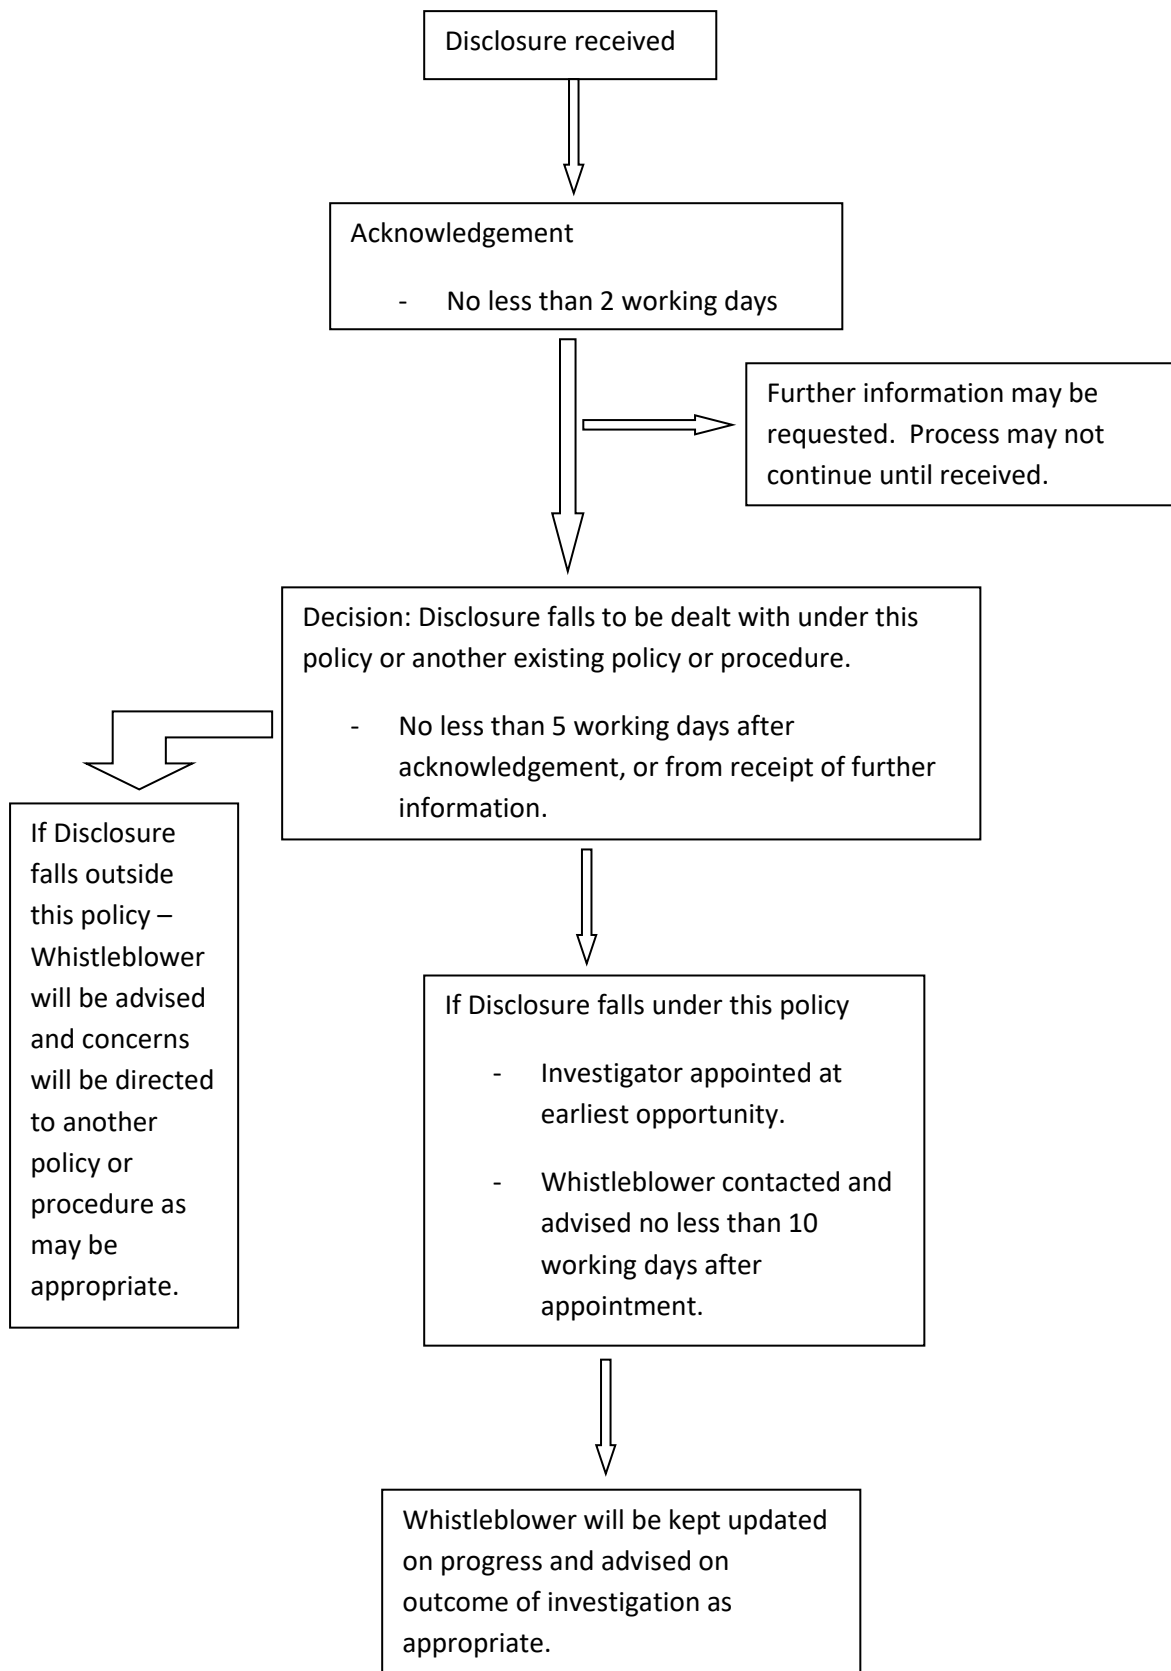 Disclosure received
Acknowledgement
- No less than 2 working days
Further information may be
requested.  Process may not
continue until received.
Decision: Disclosure falls to be dealt with under this
policy or another existing policy or procedure.
- No less than 5 working days after
acknowledgement, or from receipt of further
information.
If Disclosure
falls outside
this policy –
Whistleblower
will be advised
and concerns
will be directed
to another
policy or
procedure as
may be
appropriate.
If Disclosure falls under this policy
- Investigator appointed at
earliest opportunity.
- Whistleblower contacted and
advised no less than 10
working days after
appointment.
Whistleblower will be kept updated
on progress and advised on
outcome of investigation as
appropriate.